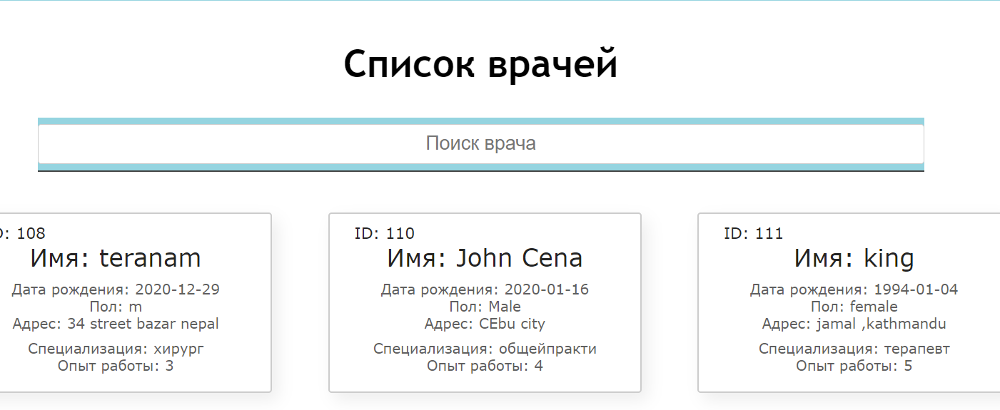 Список врачей
Поиск врача
: 108
Имя: teranam
Дата рождения: 2020-12-29
Пол: m
Адрес: 34 street bazar nepal
Специализация: хирург
Опыт работы: 3
ID: 110
Имя: John Cena
Дата рождения: 2020-01-16
Пол: Male
Адрес: CEbu city
Специализация: общейпракти
Опыт работы: 4
ID: 111
Имя: king
Дата рождения: 1994-01-04
Пол: female
Адрес: jamal ,kathmandu
Специализация: терапевт
Опыт работы: 5